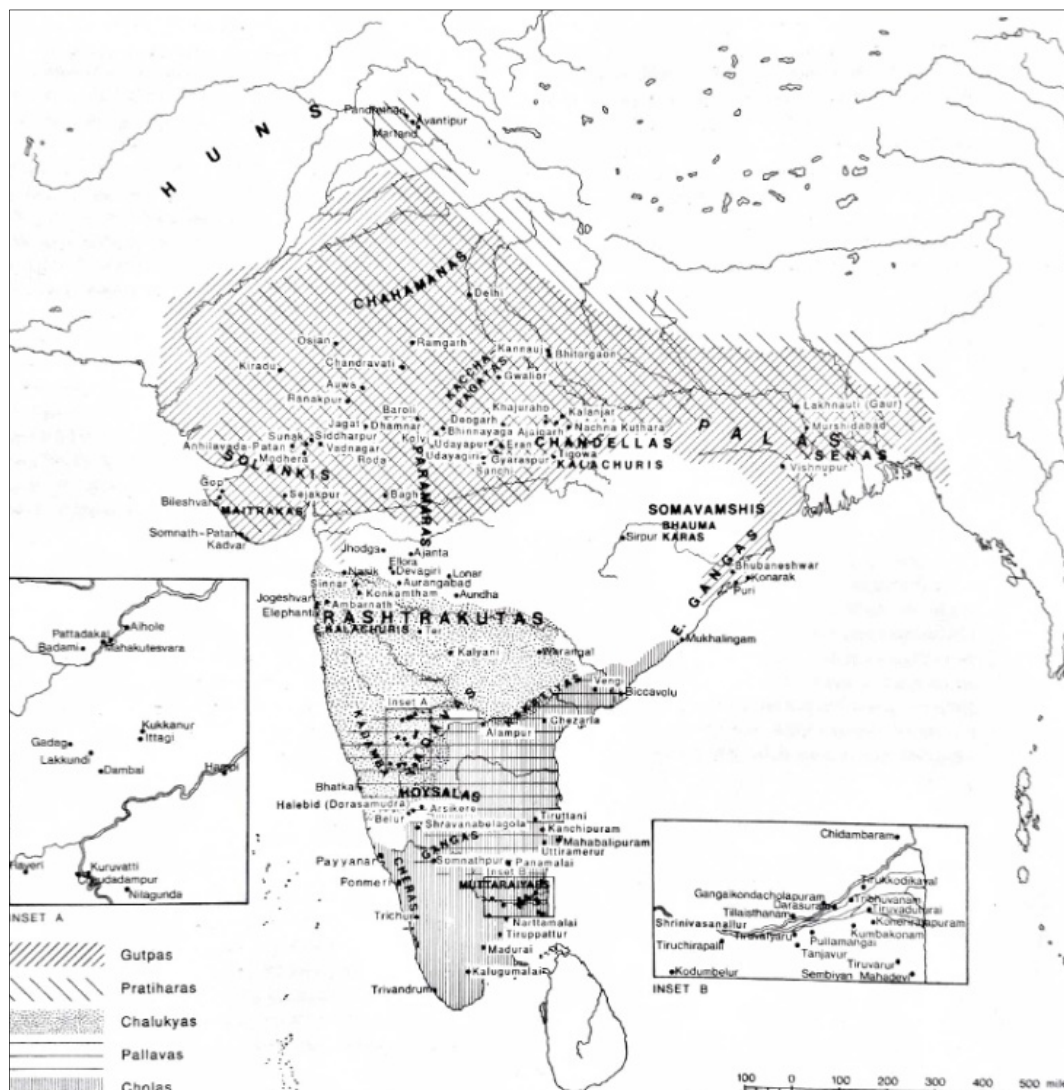 HUNS
Pandrethan
Avantipur
Martand
CHAHAMANAS
Delhi
Osian
Ramgarh
Kannauj
Bhitargaon
Kiradu
Chandravati
KACCHA
PAGATAS
Gwalior
Auwa
Ranakpur
Khajuraho
Kalanjar
Lakhnauti (Gaur)
Baroli
Deogarh
Ajaigarh
Nachna Kuthara
Murshidabad
Jagat
Dhamnar
Bhinnayaga
PALAS
Sunak
Siddharpur
Kolvi
Udayapur
Eran
CHANDELLAS
SENAS
Anhilavada-Patan
Vadnagar
Udayagiri
Gyaraspur
Tigowa
KALACHURIS
Vishnupur
Modhera
Roda
Sanchi
SOLANKIS
PARAMARAS
Gop
Bileshvara
Sejakpur
Bagh
MAITRAKAS
SOMAVAMSHIS
BHAUMA
KARAS
Somnath-Patan
Kadvar
Sirpur
Jhodga
Ajanta
Ellora
Bhubaneshwar
Nasik
Devagiri
Lonar
Konarak
Sinnar
Aurangabad
Puri
Konkamtham
Aundha
E. GANGAS
Jogeshvari
Ambarnath
Elephanta
RASHTRAKUTAS
KALACHURIS
Ter
Mukhalingam
Kalyani
Warangal
Vengi
Biccavolu
Inset A
KADAMBAS
Alampur
Chezarla
Bhatkal
HOYSALAS
Halebid (Dorasamudra)
Arsikere
Belur
Shravanabelagola
Tiruttani
Kanchipuram
GANGAS
Mahabalipuram
Uttiramerur
Payyanar
Somnathpur
Panamalai
Inset B
Ponmeri
CHERAS
MUTTARAIYARS
Trichur
Narttamalai
Tiruppattur
Madurai
Kalugumalai
Trivandrum
Aihole
Pattadakal
Badami
Mahakutesvara
Kukkanur
Ittagi
Gadag
Lakkundi
Dambal
Hampi
Haveri
Kuruvatti
Nilagunda
INSET A
Chidambaram
Tirukkodikaval
Gangaikondacholapuram
Tribhuvanam
Darasuram
Tiruvaduturai
Tillaisthanam
Konerirajapuram
Shrinivasanallur
Kumbakonam
Tiruvaiyaru
Pullamangai
Tiruchirapalli
Tanjavur
Tiruvarur
Kodumbelur
Sembiyan Mahadevi
INSET B
Gutpas
Pratiharas
Chalukyas
Pallavas
Cholas
100 0 100 200 300 400 500